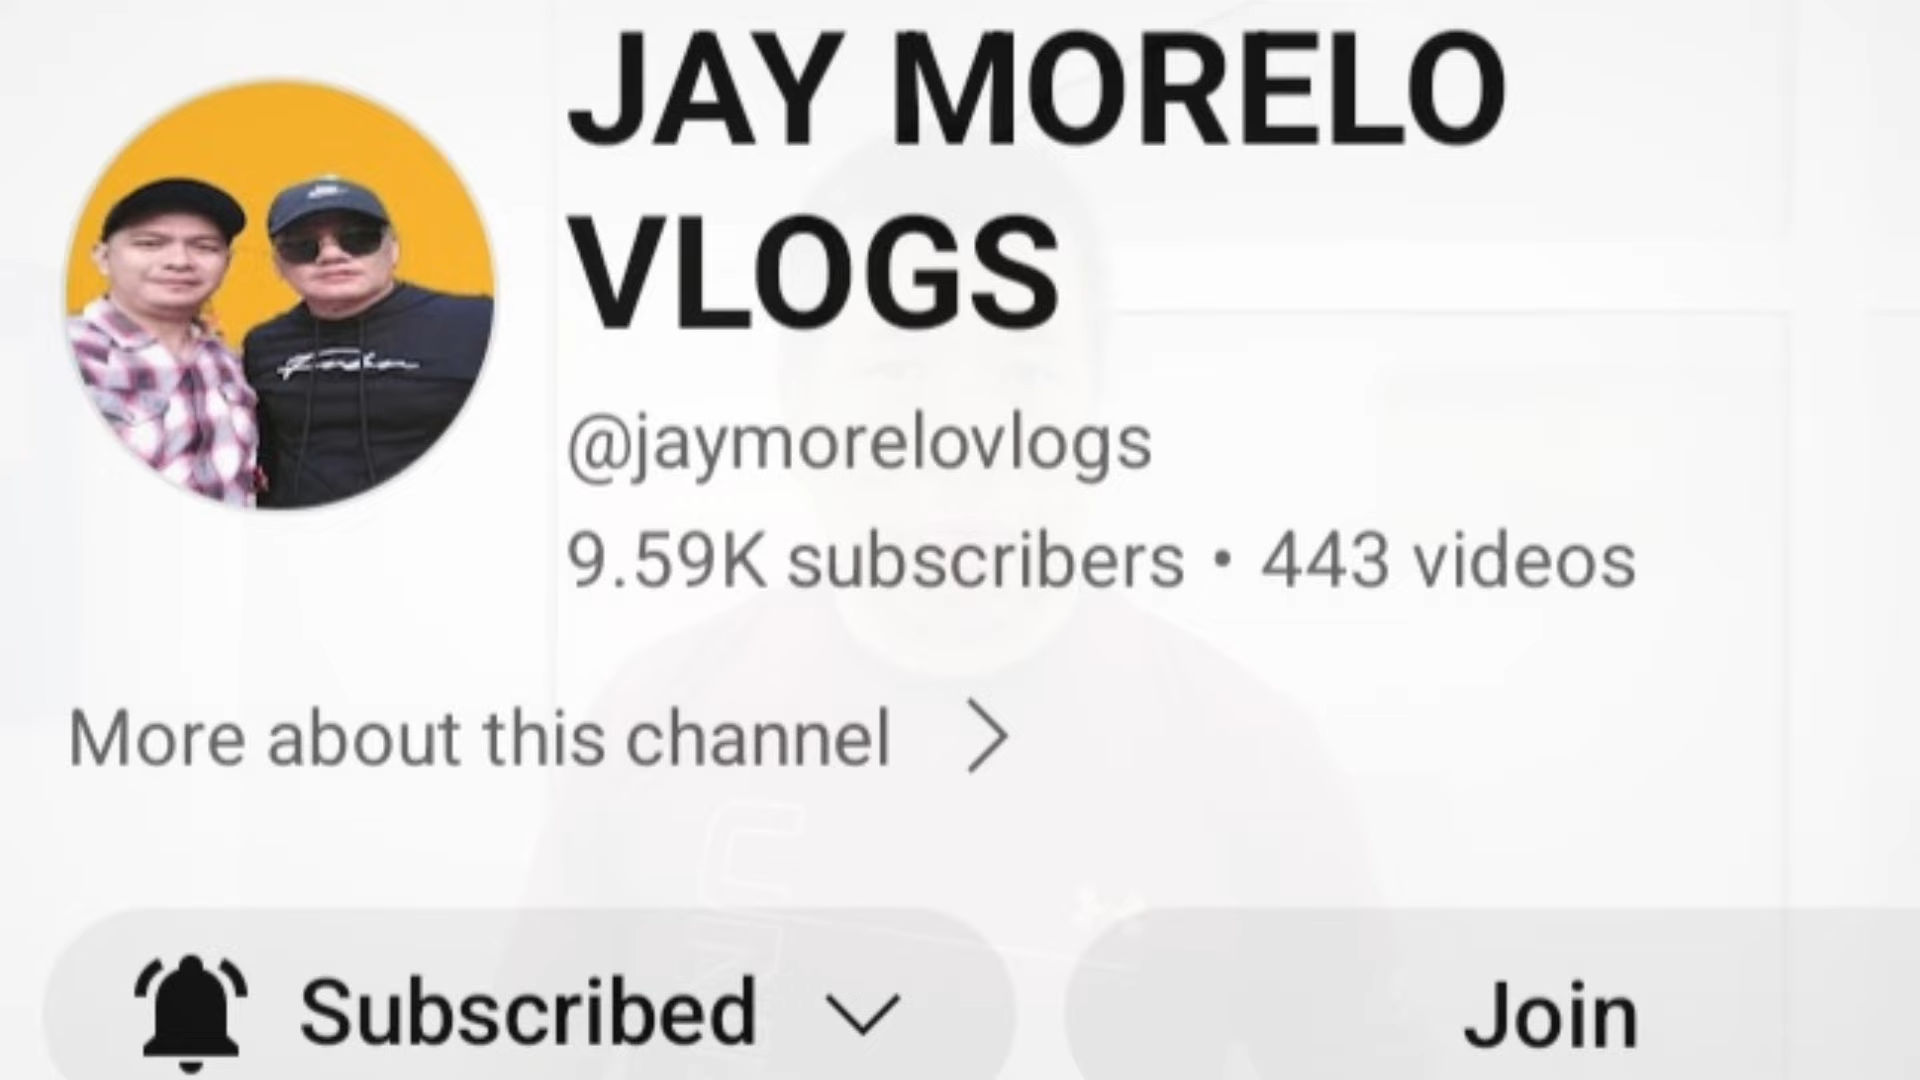 JAY MORELO
VLOGS
@jaymorelovlogs
9.59K subscribers • 443 videos
More about this channel
Subscribed
Join